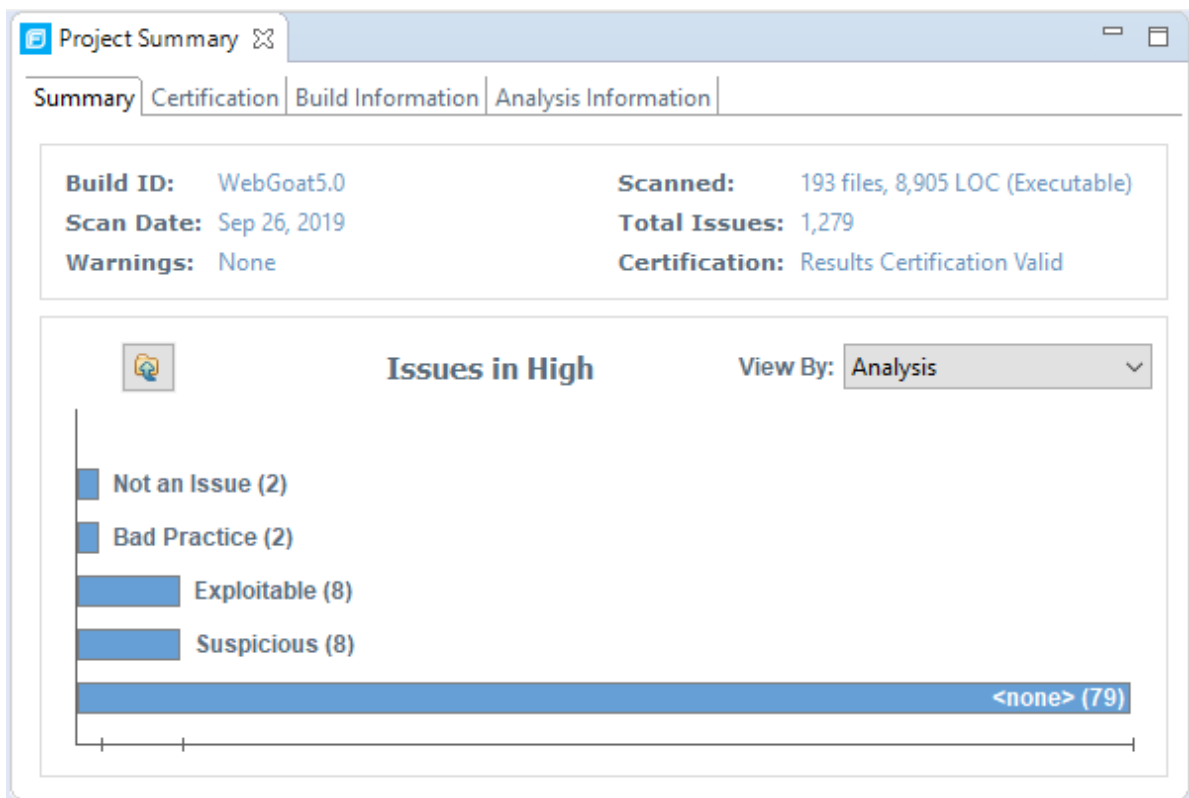 Project Summary
Summary Certification Build Information Analysis Information
Build ID: WebGoat5.0 Scanned: 193 files, 8,905 LOC (Executable)
Scan Date: Sep 26, 2019 Total Issues: 1,279
Warnings: None Certification: Results Certification Valid
Issues in High View By: Analysis
Not an Issue (2)
Bad Practice (2)
Exploitable (8)
Suspicious (8)
<none> (79)